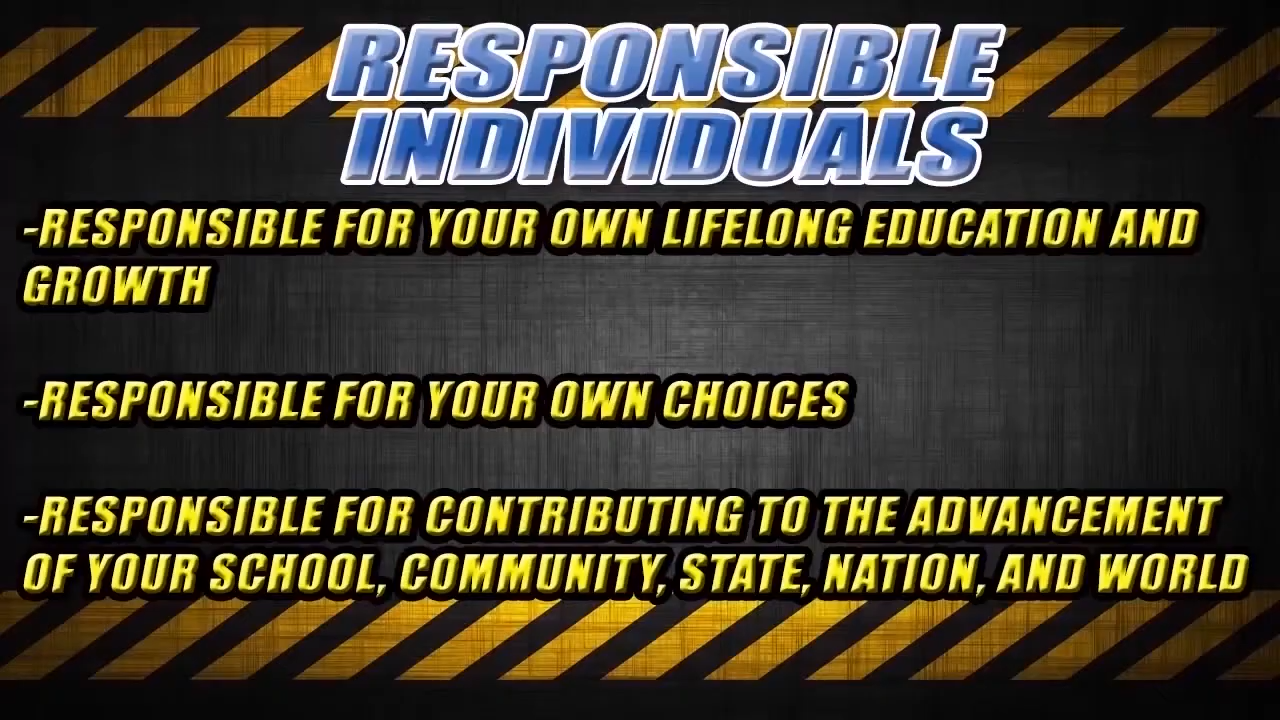 RESPONSIBLE
INDIVIDUALS
-RESPONSIBLE FOR YOUR OWN LIFELONG EDUCATION AND
GROWTH
-RESPONSIBLE FOR YOUR OWN CHOICES
-RESPONSIBLE FOR CONTRIBUTING TO THE ADVANCEMENT
OF YOUR SCHOOL, COMMUNITY, STATE, NATION, AND WORLD